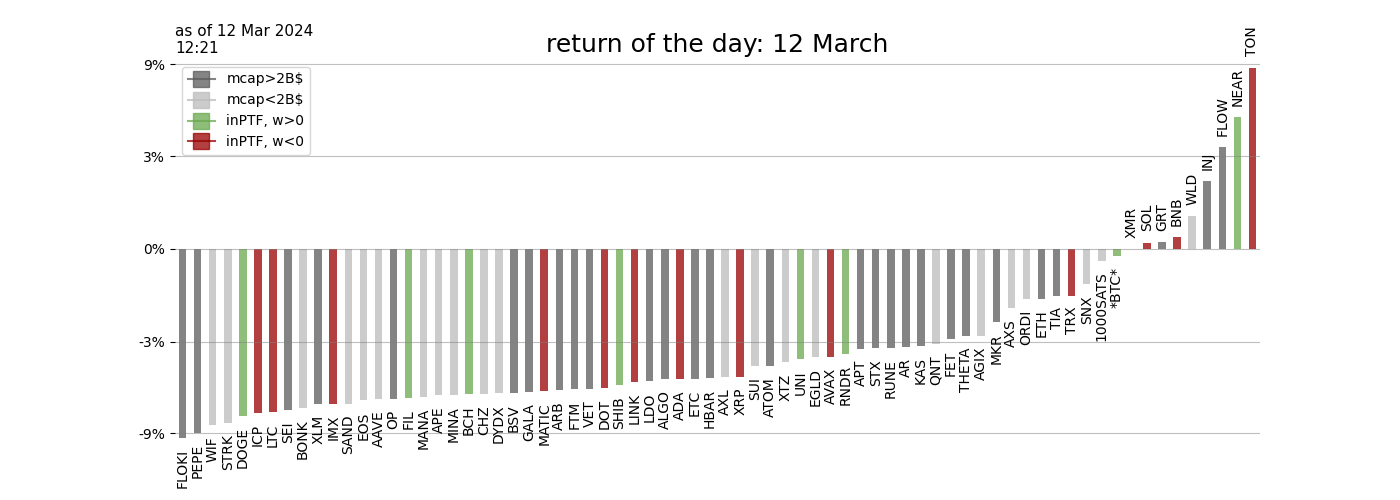 as of 12 Mar 2024
12:21
return of the day: 12 March
mcap>2B$
mcap<2B$
inPTF, w>0
inPTF, w<0
9%
3%
0%
-3%
-9%
FLOKI
PEPE
WIF
STRK
DOGE
ICP
LTC
SEI
BONK
XLM
IMX
SAND
EOS
AAVE
OP
FIL
MANA
APE
MINA
BCH
CHZ
DYDX
BSV
GALA
MATIC
ARB
FTM
VET
DOT
SHIB
LINK
LDO
ALGO
ADA
ETC
HBAR
AXL
XRP
SUI
ATOM
XTZ
UNI
EGLD
AVAX
RNDR
APT
STX
RUNE
AR
KAS
QNT
FET
THETA
AGIX
MKR
AXS
ORDI
ETH
TIA
TRX
SNX
1000SATS
*BTC*
XMR
SOL
GRT
BNB
WLD
INJ
FLOW
NEAR
TON